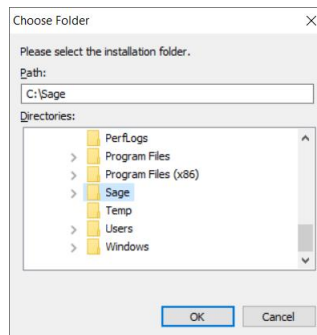 Choose Folder
Please select the installation folder.
Path:
C:\Sage
Directories:
PerfLogs
Program Files
Program Files (x86)
Sage
Temp
Users
Windows
OK Cancel